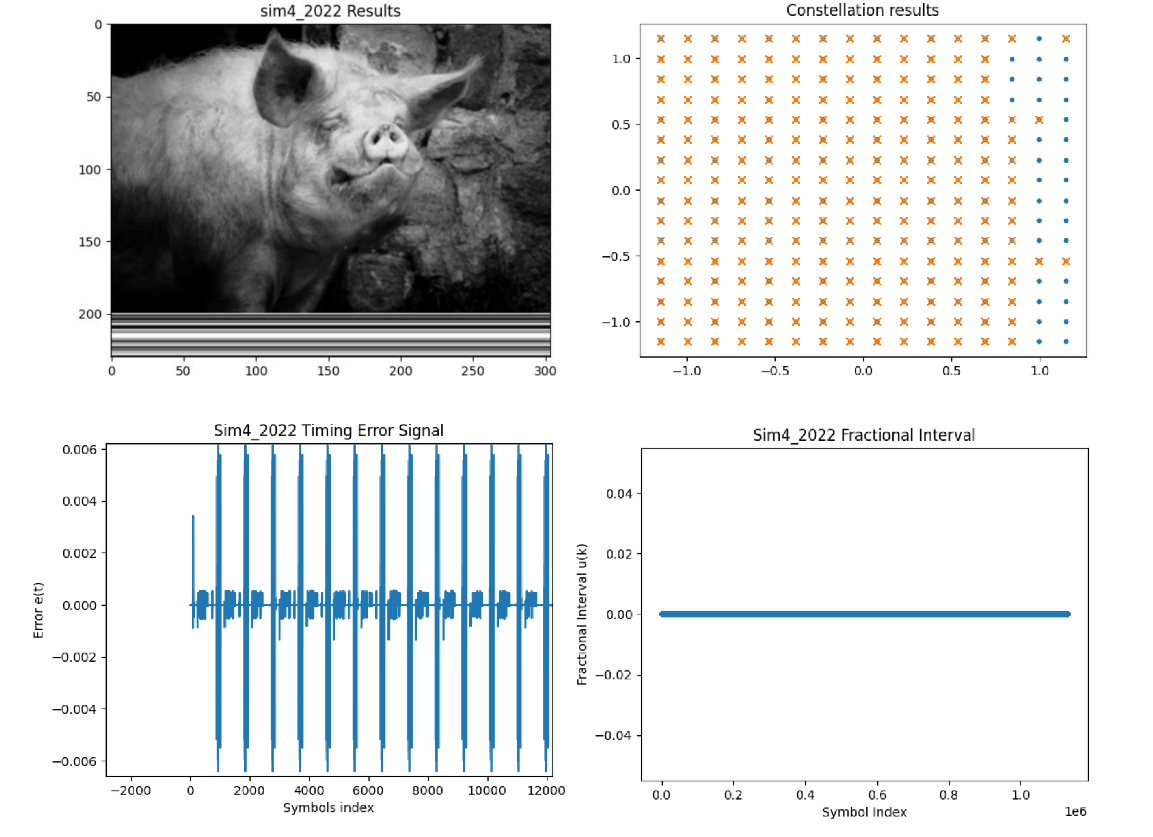 sim4_2022 Results
0
50
100
150
200
0 50 100 150 200 250 300
Constellation results
1.0
0.5
0.0
−0.5
−1.0
−1.0 −0.5 0.0 0.5 1.0
Sim4_2022 Timing Error Signal
Error e(t)
0.006
0.004
0.002
0.000
−0.002
−0.004
−0.006
−2000 0 2000 4000 6000 8000 10000 12000
Symbols index
Sim4_2022 Fractional Interval
Fractional Interval u(k)
0.04
0.02
0.00
−0.02
−0.04
0.0 0.2 0.4 0.6 0.8 1.0
1e6
Symbol Index